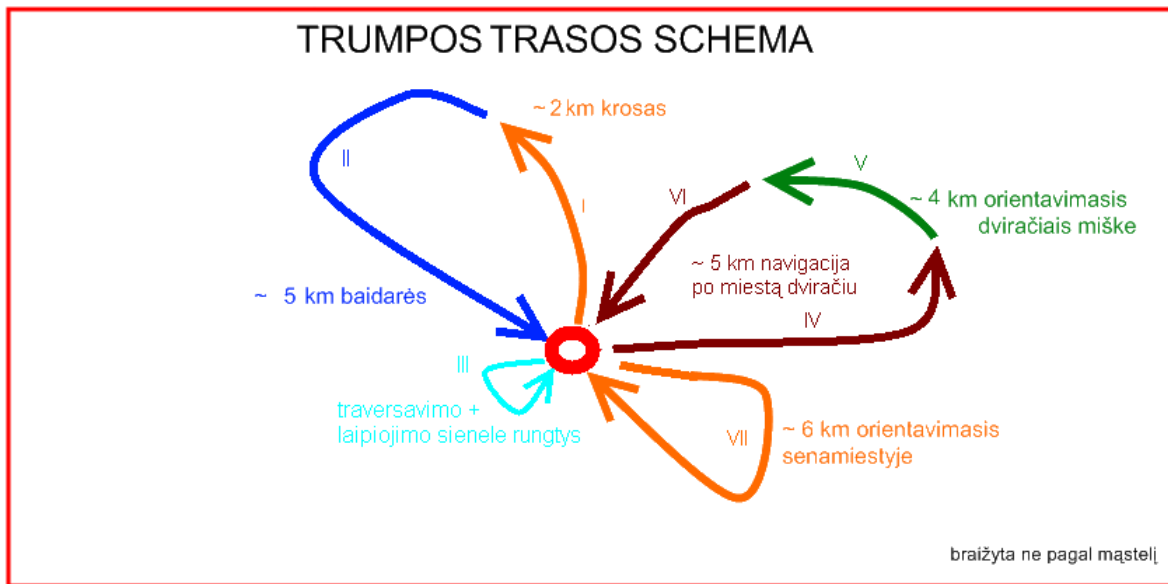 TRUMPOS TRASOS SCHEMA
~ 2 km krosas
II
I
V
VI
~ 4 km orientavimasis
dviračiais miške
~ 5 km navigacija
po miestą dviračiu
~ 5 km baidarės
IV
III
traversavimo +
laipiojimo sienele rungtys
VII
~ 6 km orientavimasis
senamiestyje
braižyta ne pagal mąstelį